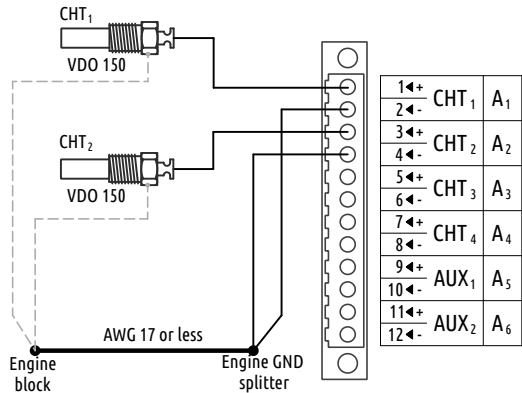 CHT₁
VDO 150
CHT₂
VDO 150
AWG 17 or less
Engine
block
Engine GND
splitter
1◄+
2◄-
CHT₁
A₁
3◄+
4◄-
CHT₂
A₂
5◄+
6◄-
CHT₃
A₃
7◄+
8◄-
CHT₄
A₄
9◄+
10◄-
AUX₁
A₅
11◄+
12◄-
AUX₂
A₆